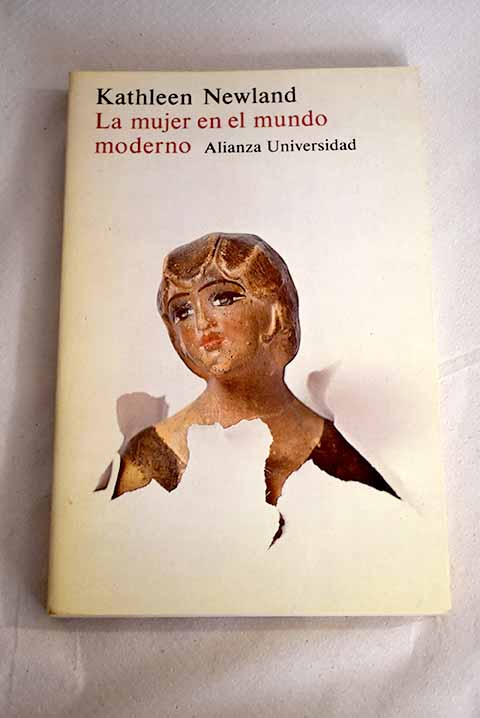 Kathleen Newland
La mujer en el mundo
moderno Alianza Universidad